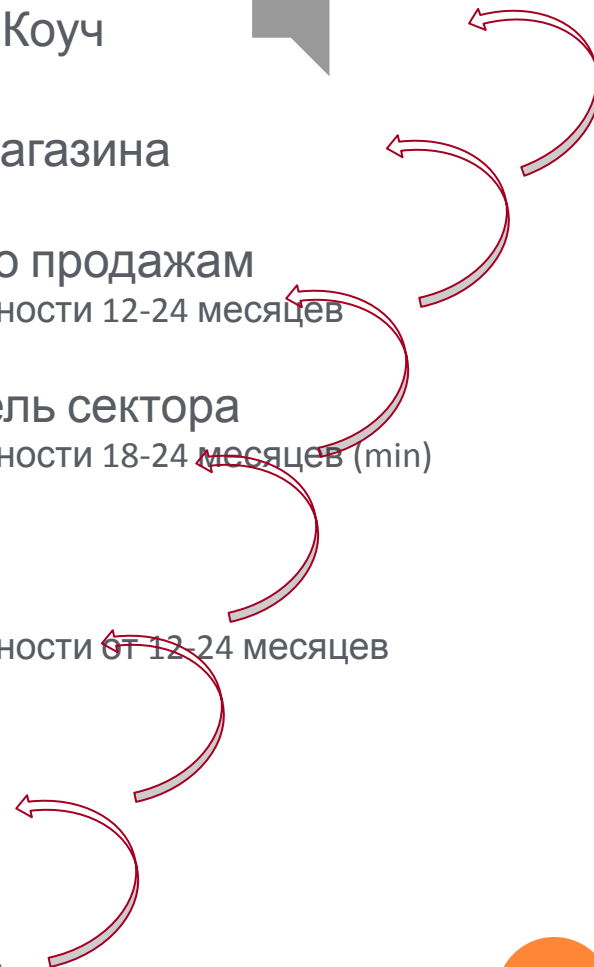 Коуч
агазина
о продажам
ности 12-24 месяцев
ель сектора
ности 18-24 месяцев (min)
ности от 12-24 месяцев